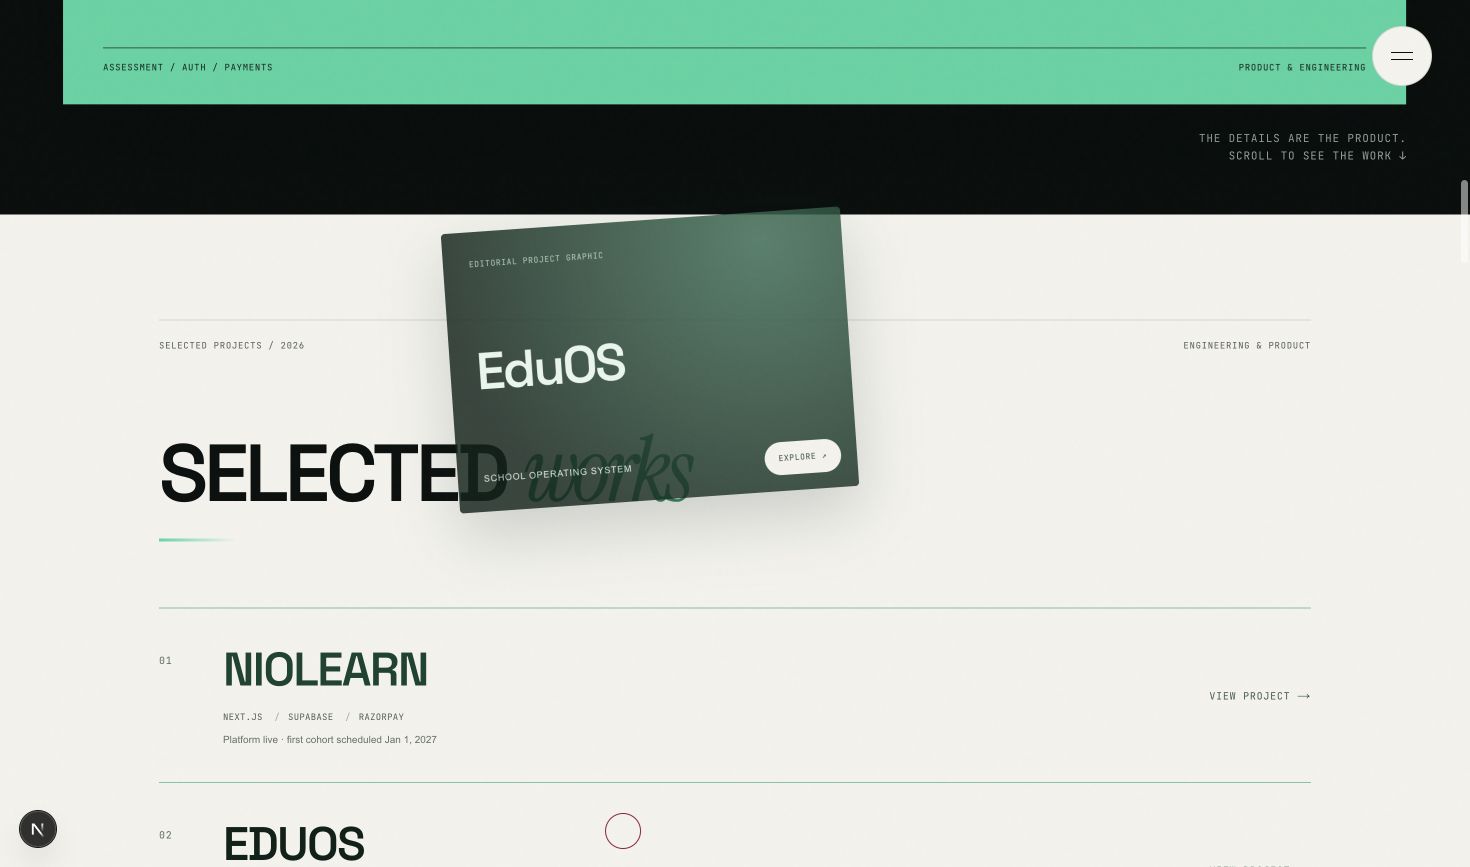 ASSESSMENT / AUTH / PAYMENTS
PRODUCT & ENGINEERING
THE DETAILS ARE THE PRODUCT.
SCROLL TO SEE THE WORK ↓
EDITORIAL PROJECT GRAPHIC
EduOS
SCHOOL OPERATING SYSTEM
EXPLORE ↗
SELECTED PROJECTS / 2026
ENGINEERING & PRODUCT
SELECTED works
01
NIOLEARN
NEXT.JS / SUPABASE / RAZORPAY
Platform live · first cohort scheduled Jan 1, 2027
VIEW PROJECT →
02
EDUOS
N